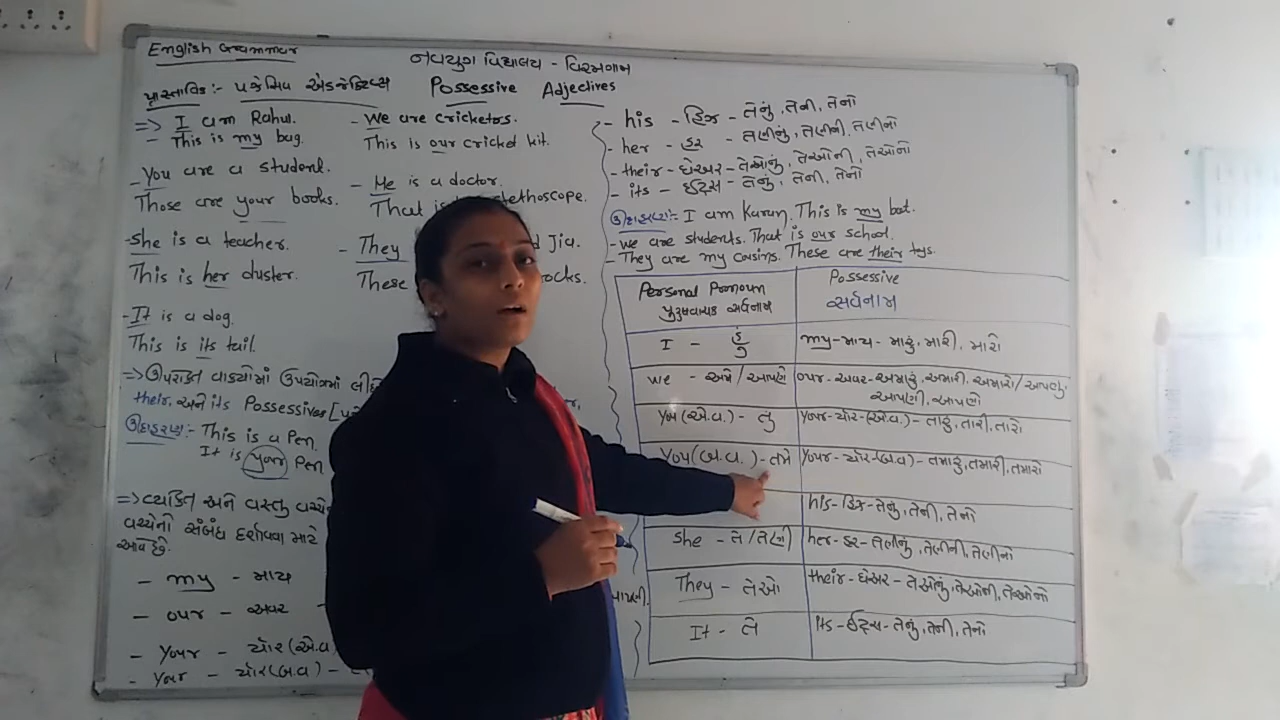 English Grammar
નવયુગ વિદ્યાલય - વિરમગામ
પ્રાસ્તાવિક :- પઝેસિવ એડજેક્ટિવ્સ Possessive Adjectives
=> I am Rahul.
- This is my bag.
- You are a student.
Those are your books.
- She is a teacher.
This is her duster.
- It is a dog.
This is its tail.
- We are cricketers.
This is our cricked kit.
- He is a doctor.
That is stethoscope.
- They Jia.
These
=> ઉપરોક્ત વાક્યોમાં ઉપયોગમાં
their, અને its Possessives
ઉદાહરણ :- This is a Pen.
It is your Pen
=> વ્યક્તિ અને વસ્તુ વચ્ચે
વચ્ચેનો સંબંધ દર્શાવવા માટે
આવે છે.
- my - માય
- our - અવર
- your - યૉર (એ.વ)
- your - યૉર (બ.વ) -
- his - હિઝ - તેનું, તેની, તેનો
- her - હર - તેણીનું, તેણીની, તેણીનો
- their - ધેઅર - તેઓનું, તેઓની, તેઓનો
- its - ઈટ્સ - તેનું, તેની, તેનો
ઉદાહરણ :- I am Karan. This is my bat.
- we are students. That is our school.
- They are my cousins. These are their toys.
Personal Pronoun Possessive
પુરુષવાચક સર્વનામ સર્વનામ
I - હું my - માય - મારું, મારી, મારો
we - અમે / આપણે our - અવર - અમારું, અમારી, અમારો / આપણું,
આપણી, આપણો
You (એ.વ.) - તું your - યૉર - (એ.વ.) - તારું, તારી, તારો
You (બ.વ.) - તમે your - યૉર - (બ.વ) - તમારું, તમારી, તમારો
his - હિઝ - તેનું, તેની, તેનો
She - તે / તેણી her - હર - તેણીનું, તેણીની, તેણીનો
They - તેઓ their - ધેઅર - તેઓનું, તેઓની, તેઓનો
It - તે its - ઈટ્સ - તેનું, તેની, તેનો